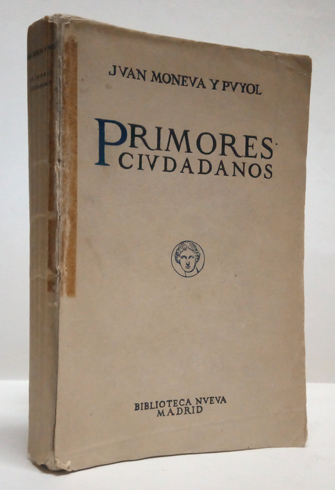 JVAN MONEVA Y PVYOL
PRIMORES
CIVDADANOS
BIBLIOTECA NVEVA
MADRID